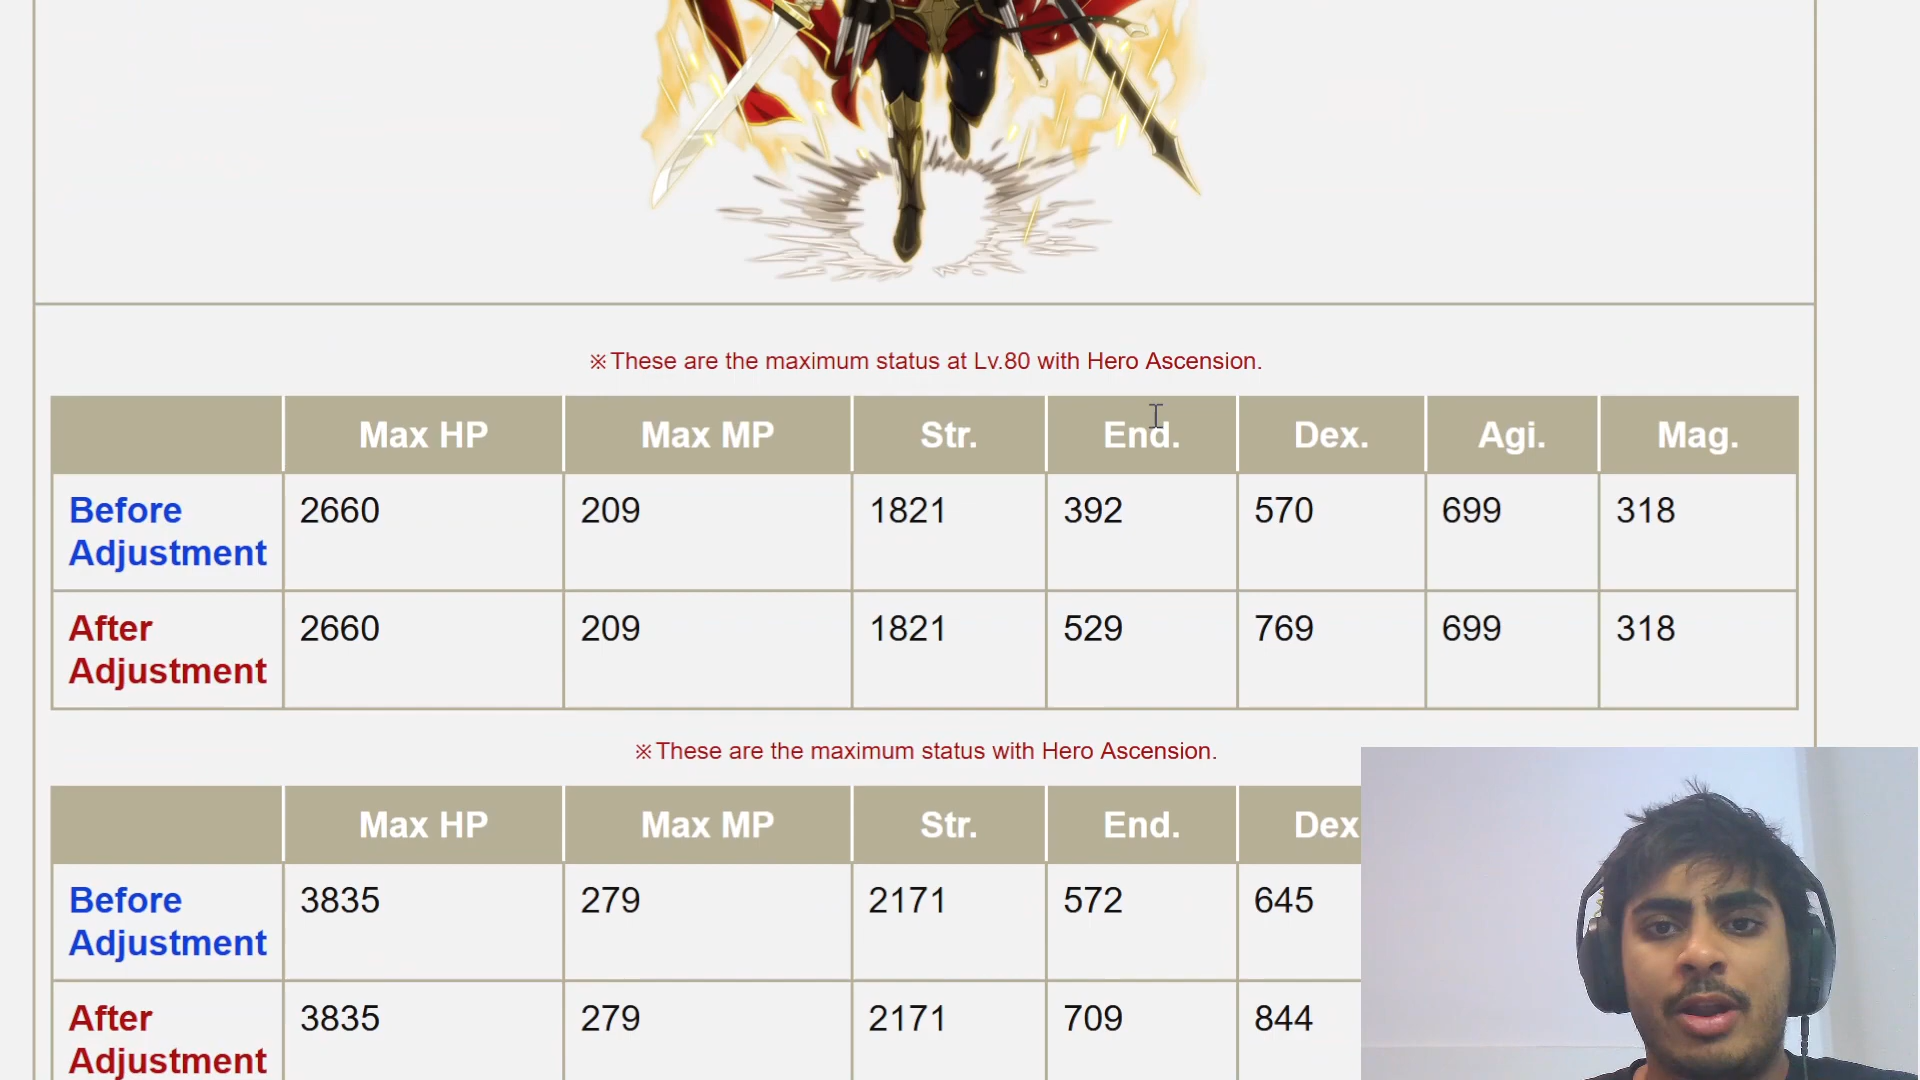 ※These are the maximum status at Lv.80 with Hero Ascension.
Max HP Max MP Str. End. Dex. Agi. Mag.
Before Adjustment 2660 209 1821 392 570 699 318
After Adjustment 2660 209 1821 529 769 699 318
※These are the maximum status with Hero Ascension.
Max HP Max MP Str. End. Dex
Before Adjustment 3835 279 2171 572 645
After Adjustment 3835 279 2171 709 844